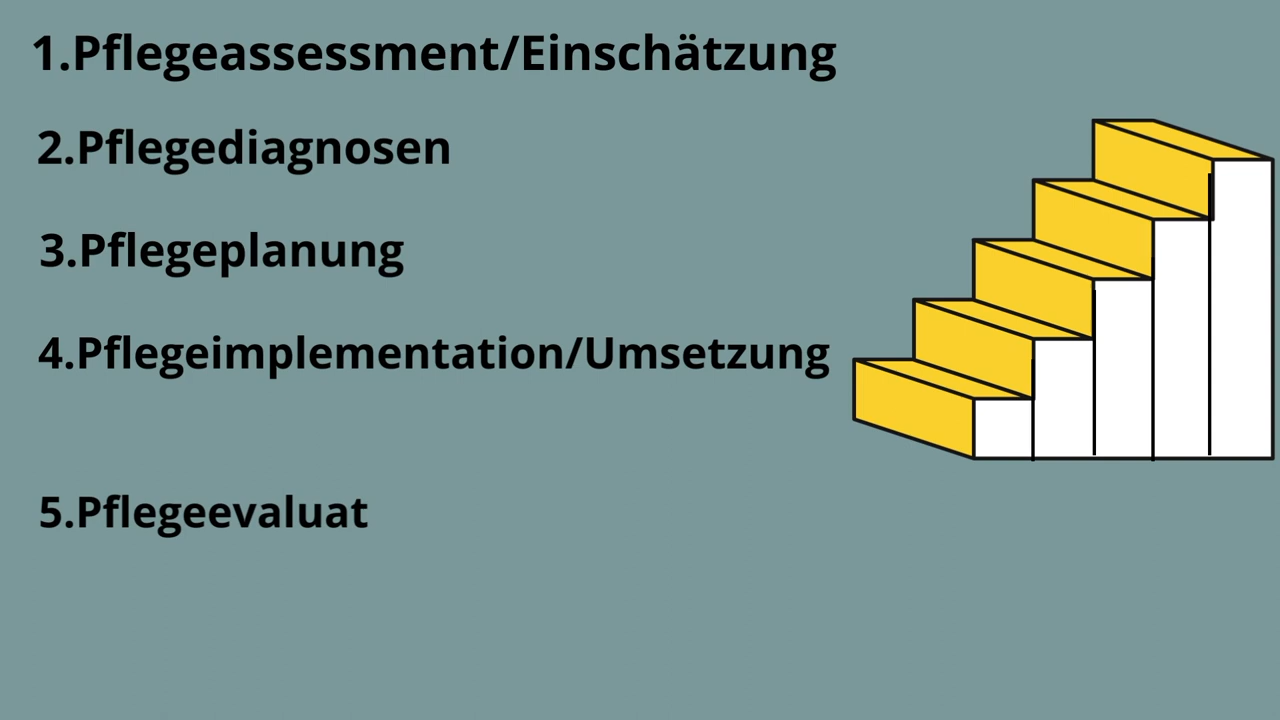 1.Pflegeassessment/Einschätzung
2.Pflegediagnosen
3.Pflegeplanung
4.Pflegeimplementation/Umsetzung
5.Pflegeevaluat